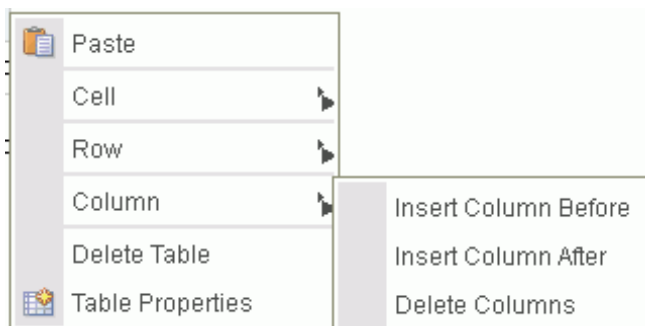 Paste
Cell
Row
Column
Insert Column Before
Delete Table
Insert Column After
Table Properties
Delete Columns